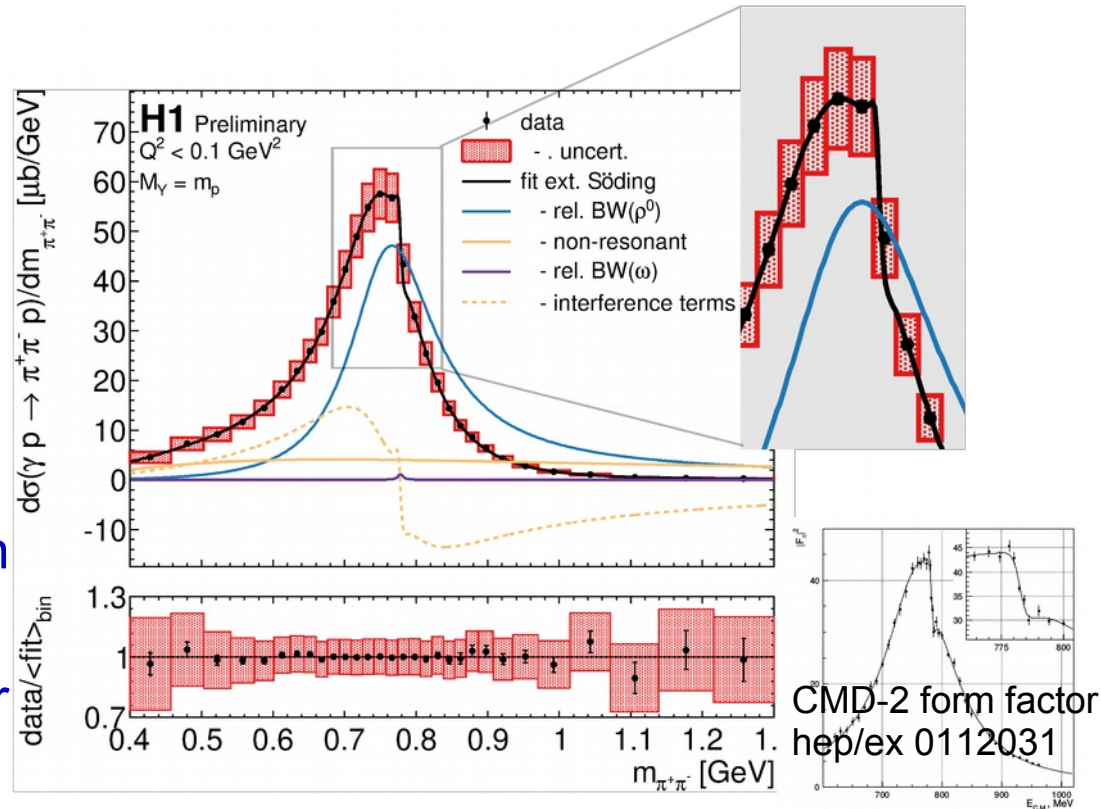 H1 Preliminary
Q² < 0.1 GeV²
M_Y = m_p
data
- . uncert.
fit ext. Söding
- rel. BW(ρ⁰)
- non-resonant
- rel. BW(ω)
- interference terms
dσ(γ p → π⁺π⁻ p)/dm_π⁺π⁻ [μb/GeV]
70
60
50
40
30
20
10
0
-10
n
data/<fit>_bin
1.3
1
0.7
r
0.4 0.5 0.6 0.7 0.8 0.9 1 1.1 1.2 1.
m_π⁺π⁻ [GeV]
40
20
0
45
40
35
30
775 800
CMD-2 form factor
hep/ex 0112031
700 800 900 1000
MeV